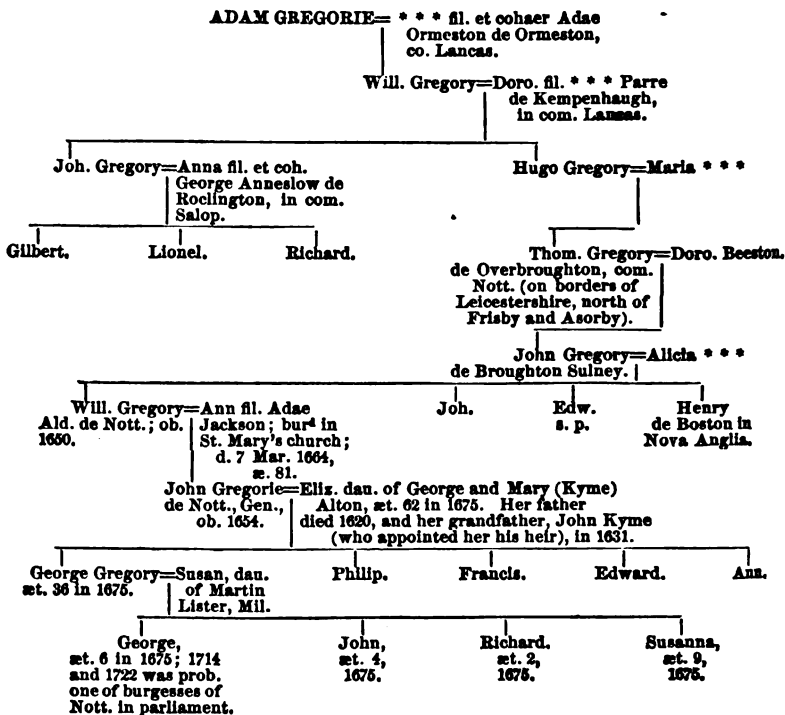 ADAM GREGORIE= * * * fil. et cohaer Adae
Ormeston de Ormeston,
co. Lancas.
Will. Gregory=Doro. fil. * * * Parre
de Kempenhaugh,
in com. Lansas.
Joh. Gregory=Anna fil. et coh.
George Anneslow de
Roclington, in com.
Salop.
Hugo Gregory=Maria * * *
Gilbert. Lionel. Richard.
Thom. Gregory=Doro. Beeston.
de Overbroughton, com.
Nott. (on borders of
Leicestershire, north of
Frisby and Asorby).
John Gregory=Alicia * * *
de Broughton Sulney.
Will. Gregory=Ann fil. Adae
Ald. de Nott.; ob. Jackson; burd in
1650. St. Mary's church;
d. 7 Mar. 1664,
æ. 81.
Joh. Edw. Henry
s. p. de Boston in
Nova Anglia.
John Gregorie=Eliz. dau. of George and Mary (Kyme)
de Nott., Gen., Alton, æt. 62 in 1675. Her father
ob. 1654. died 1620, and her grandfather, John Kyme
(who appointed her his heir), in 1631.
George Gregory=Susan, dau.
æt. 36 in 1675. of Martin
Lister, Mil.
Philip. Francis. Edward. Ann.
George,
æt. 6 in 1675; 1714
and 1722 was prob.
one of burgesses of
Nott. in parliament.
John,
æt. 4,
1675.
Richard.
æt. 2,
1675.
Susanna,
æt. 9,
1675.